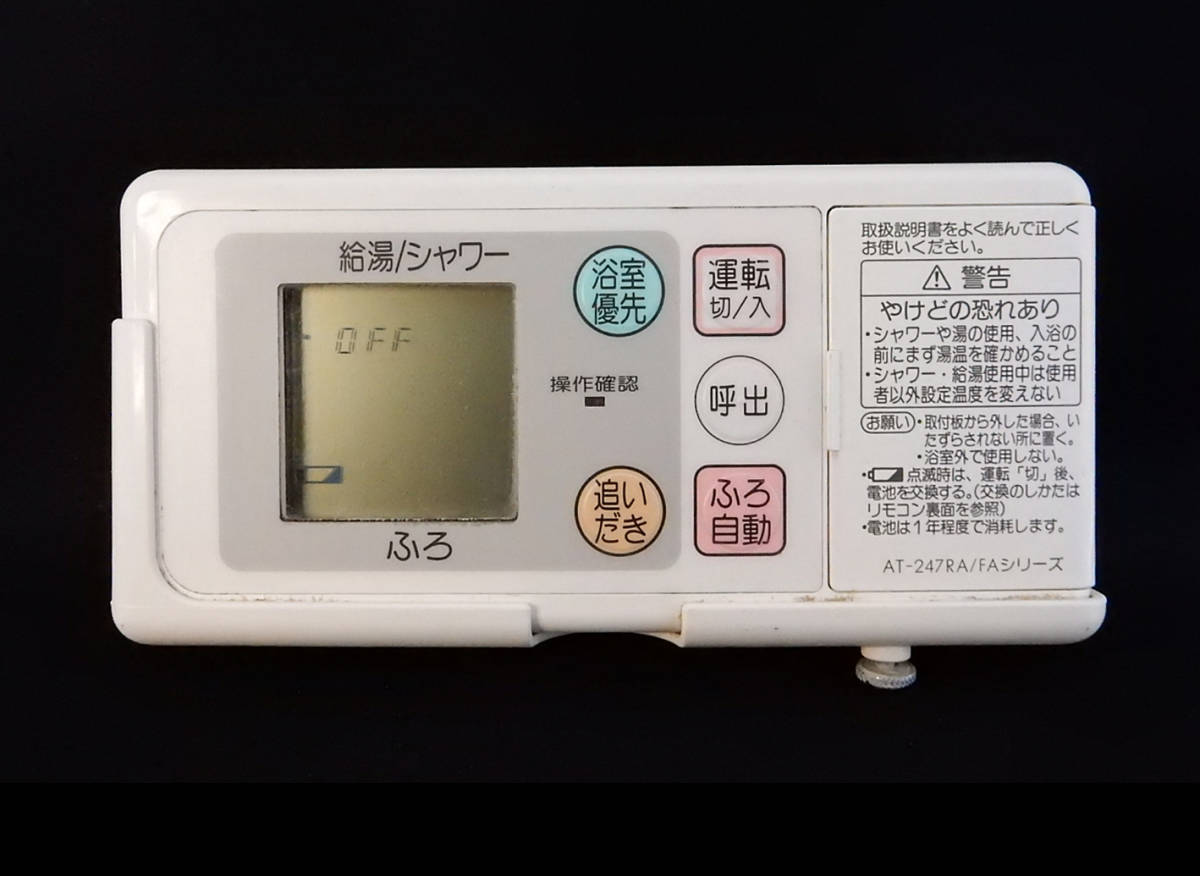 給湯/シャワー
OFF
ふろ
浴室
優先
操作確認
追い
だき
運転
切/入
呼出
ふろ
自動
取扱説明書をよく読んで正しく
お使いください。
警告
やけどの恐れあり
・シャワーや湯の使用、入浴の
前にまず湯温を確かめること
・シャワー・給湯使用中は使用
者以外設定温度を変えない
お願い・取付板から外した場合、い
たずらされない所に置く。
・浴室外で使用しない。
・点滅時は、運転「切」後、
電池を交換する。(交換のしかたは
リモコン裏面を参照)
・電池は1年程度で消耗します。
AT-247RA/FAシリーズ